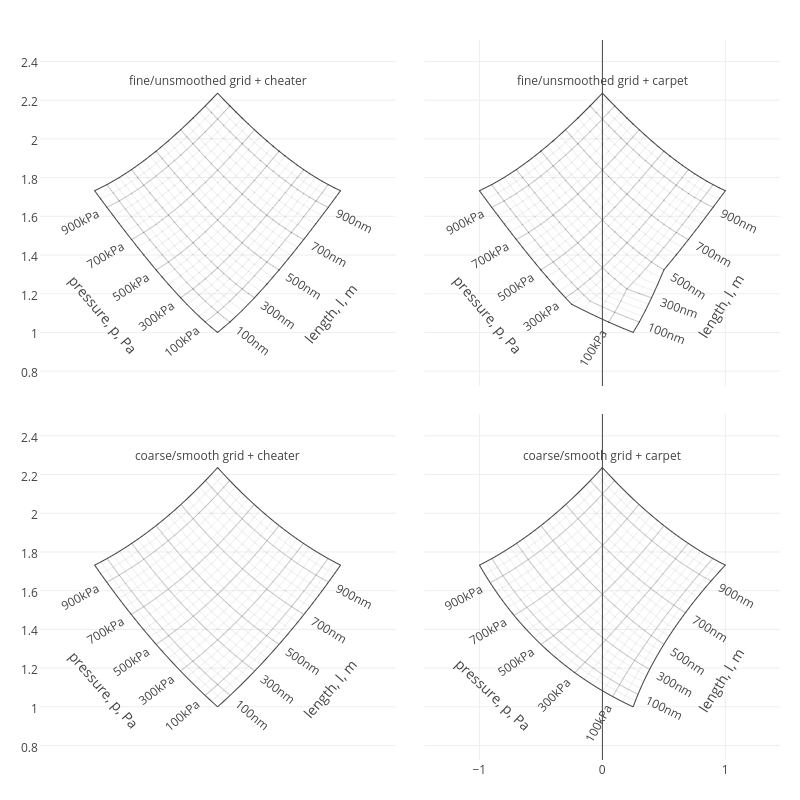 2.4
2.2
2
1.8
1.6
1.4
1.2
1
0.8
fine/unsmoothed grid + cheater
900kPa
700kPa
500kPa
300kPa
100kPa
pressure, p, Pa
900nm
700nm
500nm
300nm
100nm
length, l, m
fine/unsmoothed grid + carpet
900kPa
700kPa
500kPa
300kPa
100kPa
pressure, p, Pa
900nm
700nm
500nm
300nm
100nm
length, l, m
2.4
2.2
2
1.8
1.6
1.4
1.2
1
0.8
coarse/smooth grid + cheater
900kPa
700kPa
500kPa
300kPa
100kPa
pressure, p, Pa
900nm
700nm
500nm
300nm
100nm
length, l, m
coarse/smooth grid + carpet
900kPa
700kPa
500kPa
300kPa
100kPa
pressure, p, Pa
900nm
700nm
500nm
300nm
100nm
length, l, m
−1
0
1